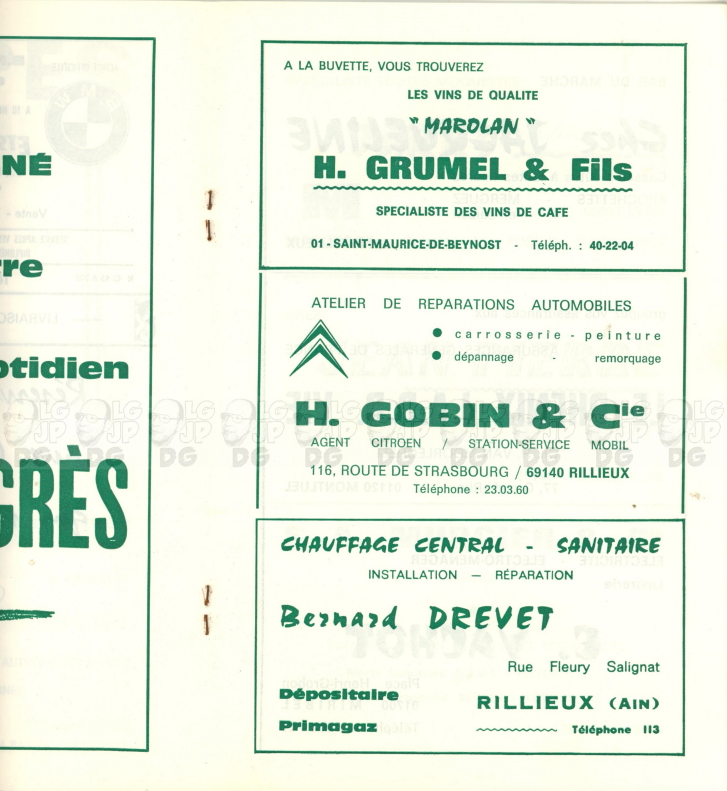 NÉ
rre
otidien
GRÈS
A LA BUVETTE, VOUS TROUVEREZ
LES VINS DE QUALITE
"MAROLAN"
H. GRUMEL & Fils
SPECIALISTE DES VINS DE CAFE
01 - SAINT-MAURICE-DE-BEYNOST - Téléph. : 40-22-04
ATELIER DE REPARATIONS AUTOMOBILES
● carrosserie - peinture
● dépannage - remorquage
H. GOBIN & Cie
AGENT CITROEN / STATION-SERVICE MOBIL
116, ROUTE DE STRASBOURG / 69140 RILLIEUX
Téléphone : 23.03.60
CHAUFFAGE CENTRAL - SANITAIRE
INSTALLATION — RÉPARATION
Bernard DREVET
Rue Fleury Salignat
Dépositaire RILLIEUX (AIN)
Primagaz Téléphone 113